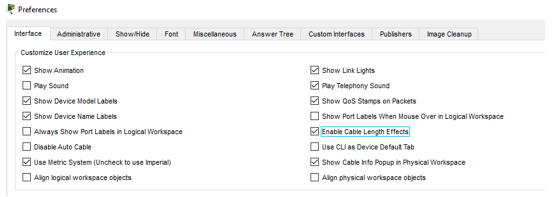 Preferences
Interface Administrative Show/Hide Font Miscellaneous Answer Tree Custom Interfaces Publishers Image Cleanup
Customize User Experience
Show Animation Show Link Lights
Play Sound Play Telephony Sound
Show Device Model Labels Show QoS Stamps on Packets
Show Device Name Labels Show Port Labels When Mouse Over in Logical Workspace
Always Show Port Labels in Logical Workspace Enable Cable Length Effects
Disable Auto Cable Use CLI as Device Default Tab
Use Metric System (Uncheck to use Imperial) Show Cable Info Popup in Physical Workspace
Align logical workspace objects Align physical workspace objects